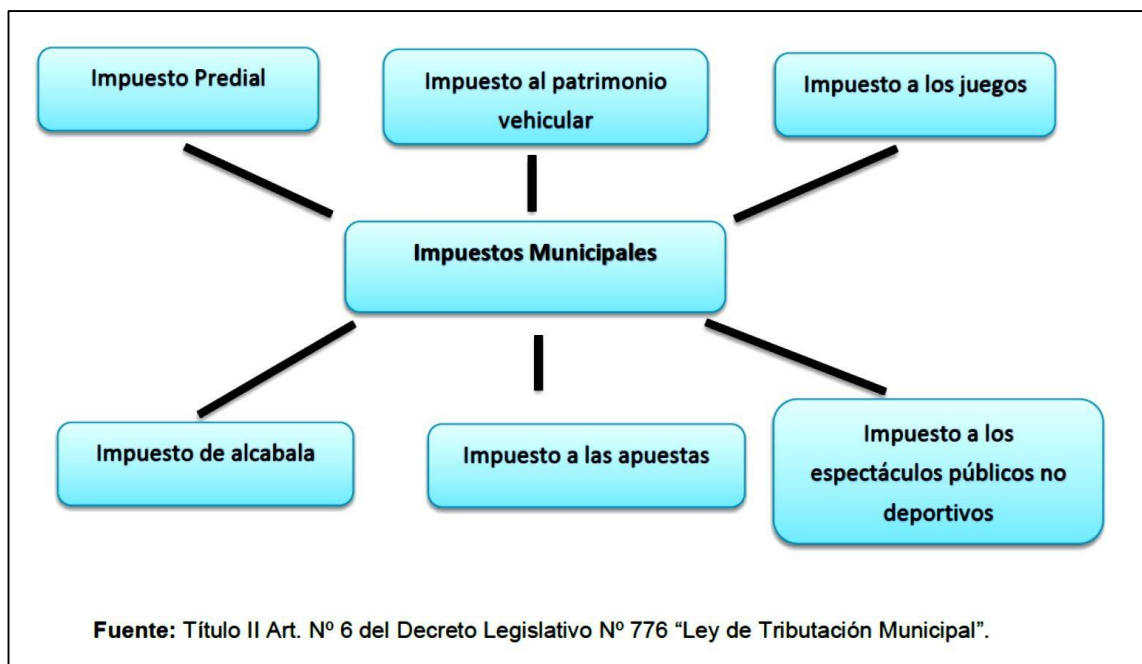 Impuesto Predial
Impuesto al patrimonio
vehicular
Impuesto a los juegos
Impuestos Municipales
Impuesto de alcabala
Impuesto a las apuestas
Impuesto a los
espectáculos públicos no
deportivos
Fuente: Título II Art. Nº 6 del Decreto Legislativo Nº 776 “Ley de Tributación Municipal”.